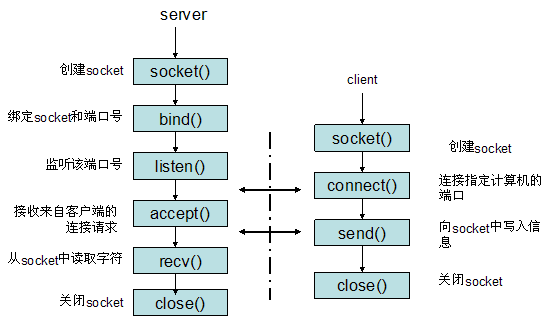 server
创建socket
socket()
绑定socket和端口号
bind()
监听该端口号
listen()
接收来自客户端的
连接请求
accept()
从socket中读取字符
recv()
关闭socket
close()
client
socket()
创建socket
connect()
连接指定计算机的
端口
send()
向socket中写入信
息
close()
关闭socket